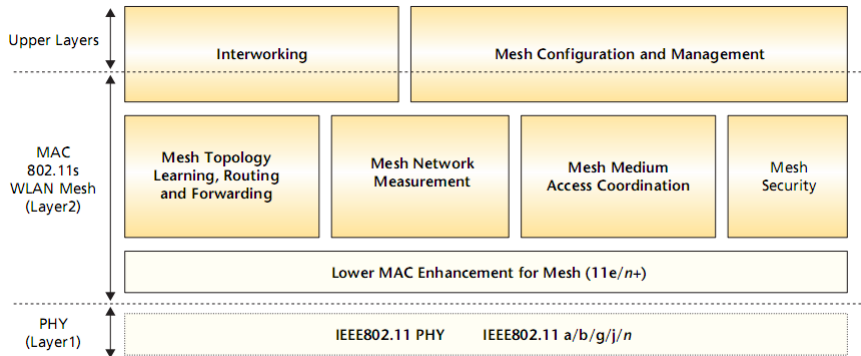 Upper Layers
Interworking
Mesh Configuration and Management
MAC
802.11s
WLAN Mesh
(Layer2)
Mesh Topology
Learning, Routing
and Forwarding
Mesh Network
Measurement
Mesh Medium
Access Coordination
Mesh
Security
Lower MAC Enhancement for Mesh (11e/n+)
PHY
(Layer1)
IEEE802.11 PHY IEEE802.11 a/b/g/j/n